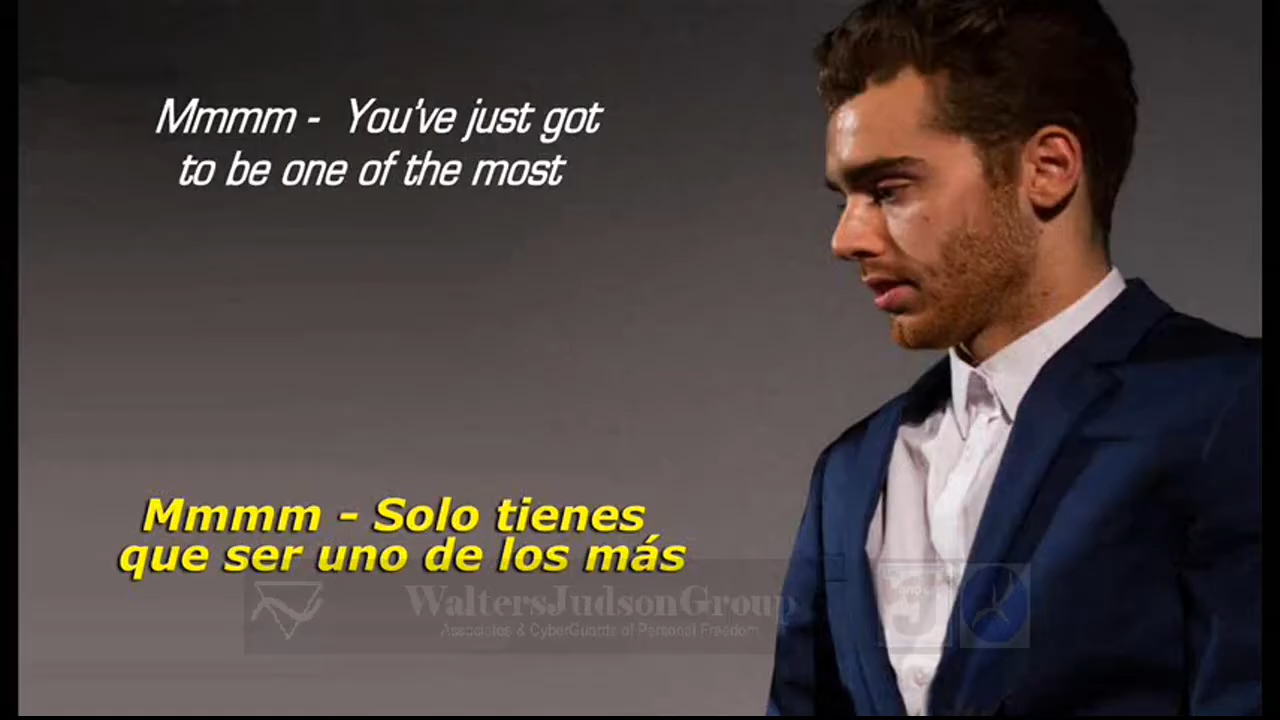 Mmmm - You've just got
to be one of the most
Mmmm - Solo tienes
que ser uno de los más
WaltersJudsonGroup
Associates & CyberGuards of Personal Freedom